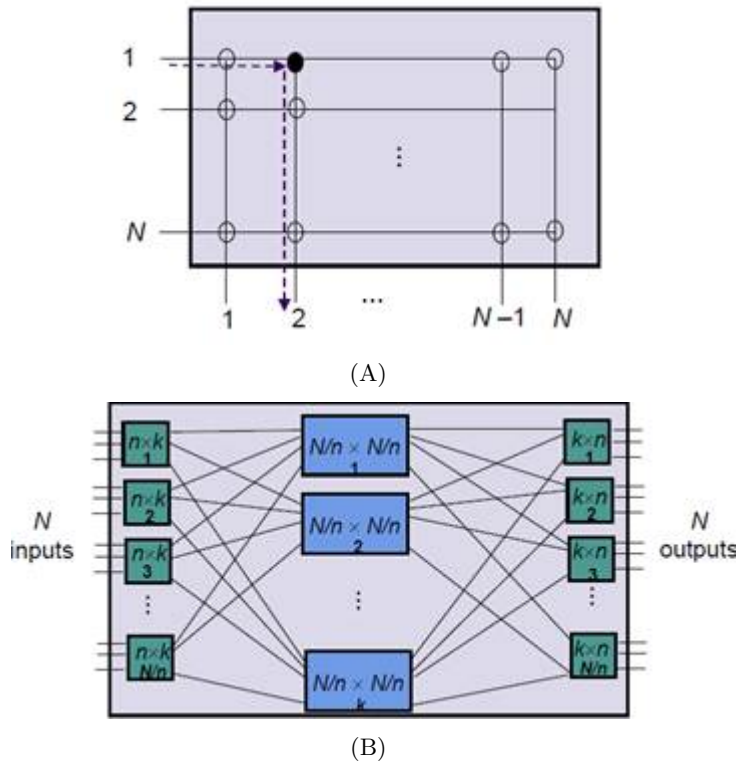 1
2
⋮
N
1 2 ... N –1 N
(A)
n×k
1
N/n × N/n
1
k×n
1
n×k
2
N/n × N/n
2
k×n
2
N
inputs
n×k
3
k×n
3
N
outputs
⋮ ⋮ ⋮
n×k
N/n
N/n × N/n
k
k×n
N/n
(B)